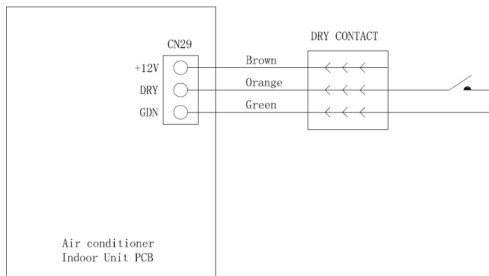 CN29
DRY CONTACT
+12V
Brown
DRY
Orange
GDN
Green
Air conditioner
Indoor Unit PCB